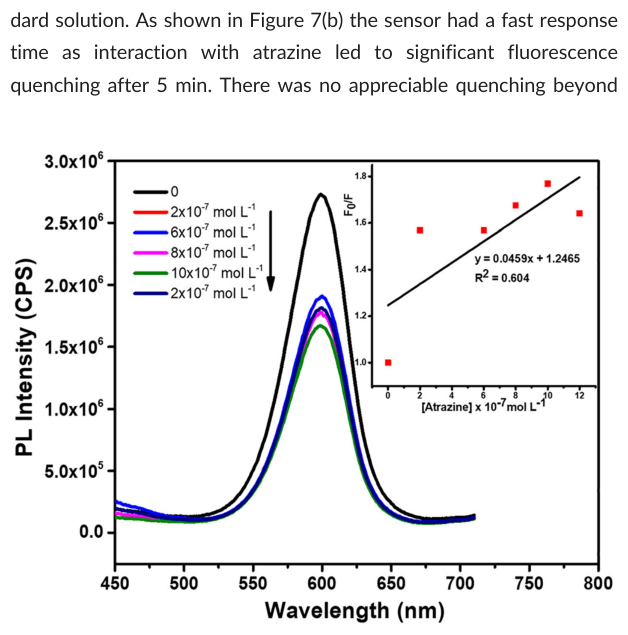 dard solution. As shown in Figure 7(b) the sensor had a fast response
time as interaction with atrazine led to significant fluorescence
quenching after 5 min. There was no appreciable quenching beyond
3.0x10⁶
2.5x10⁶
2.0x10⁶
1.5x10⁶
1.0x10⁶
5.0x10⁵
0.0
PL Intensity (CPS)
0
2x10⁻⁷ mol L⁻¹
6x10⁻⁷ mol L⁻¹
8x10⁻⁷ mol L⁻¹
10x10⁻⁷ mol L⁻¹
2x10⁻⁷ mol L⁻¹
1.8
1.6
1.4
1.2
1.0
F₀/F
y = 0.0459x + 1.2465
R² = 0.604
0 2 4 6 8 10 12
[Atrazine] x 10⁻⁷mol L⁻¹
450 500 550 600 650 700 750 800
Wavelength (nm)